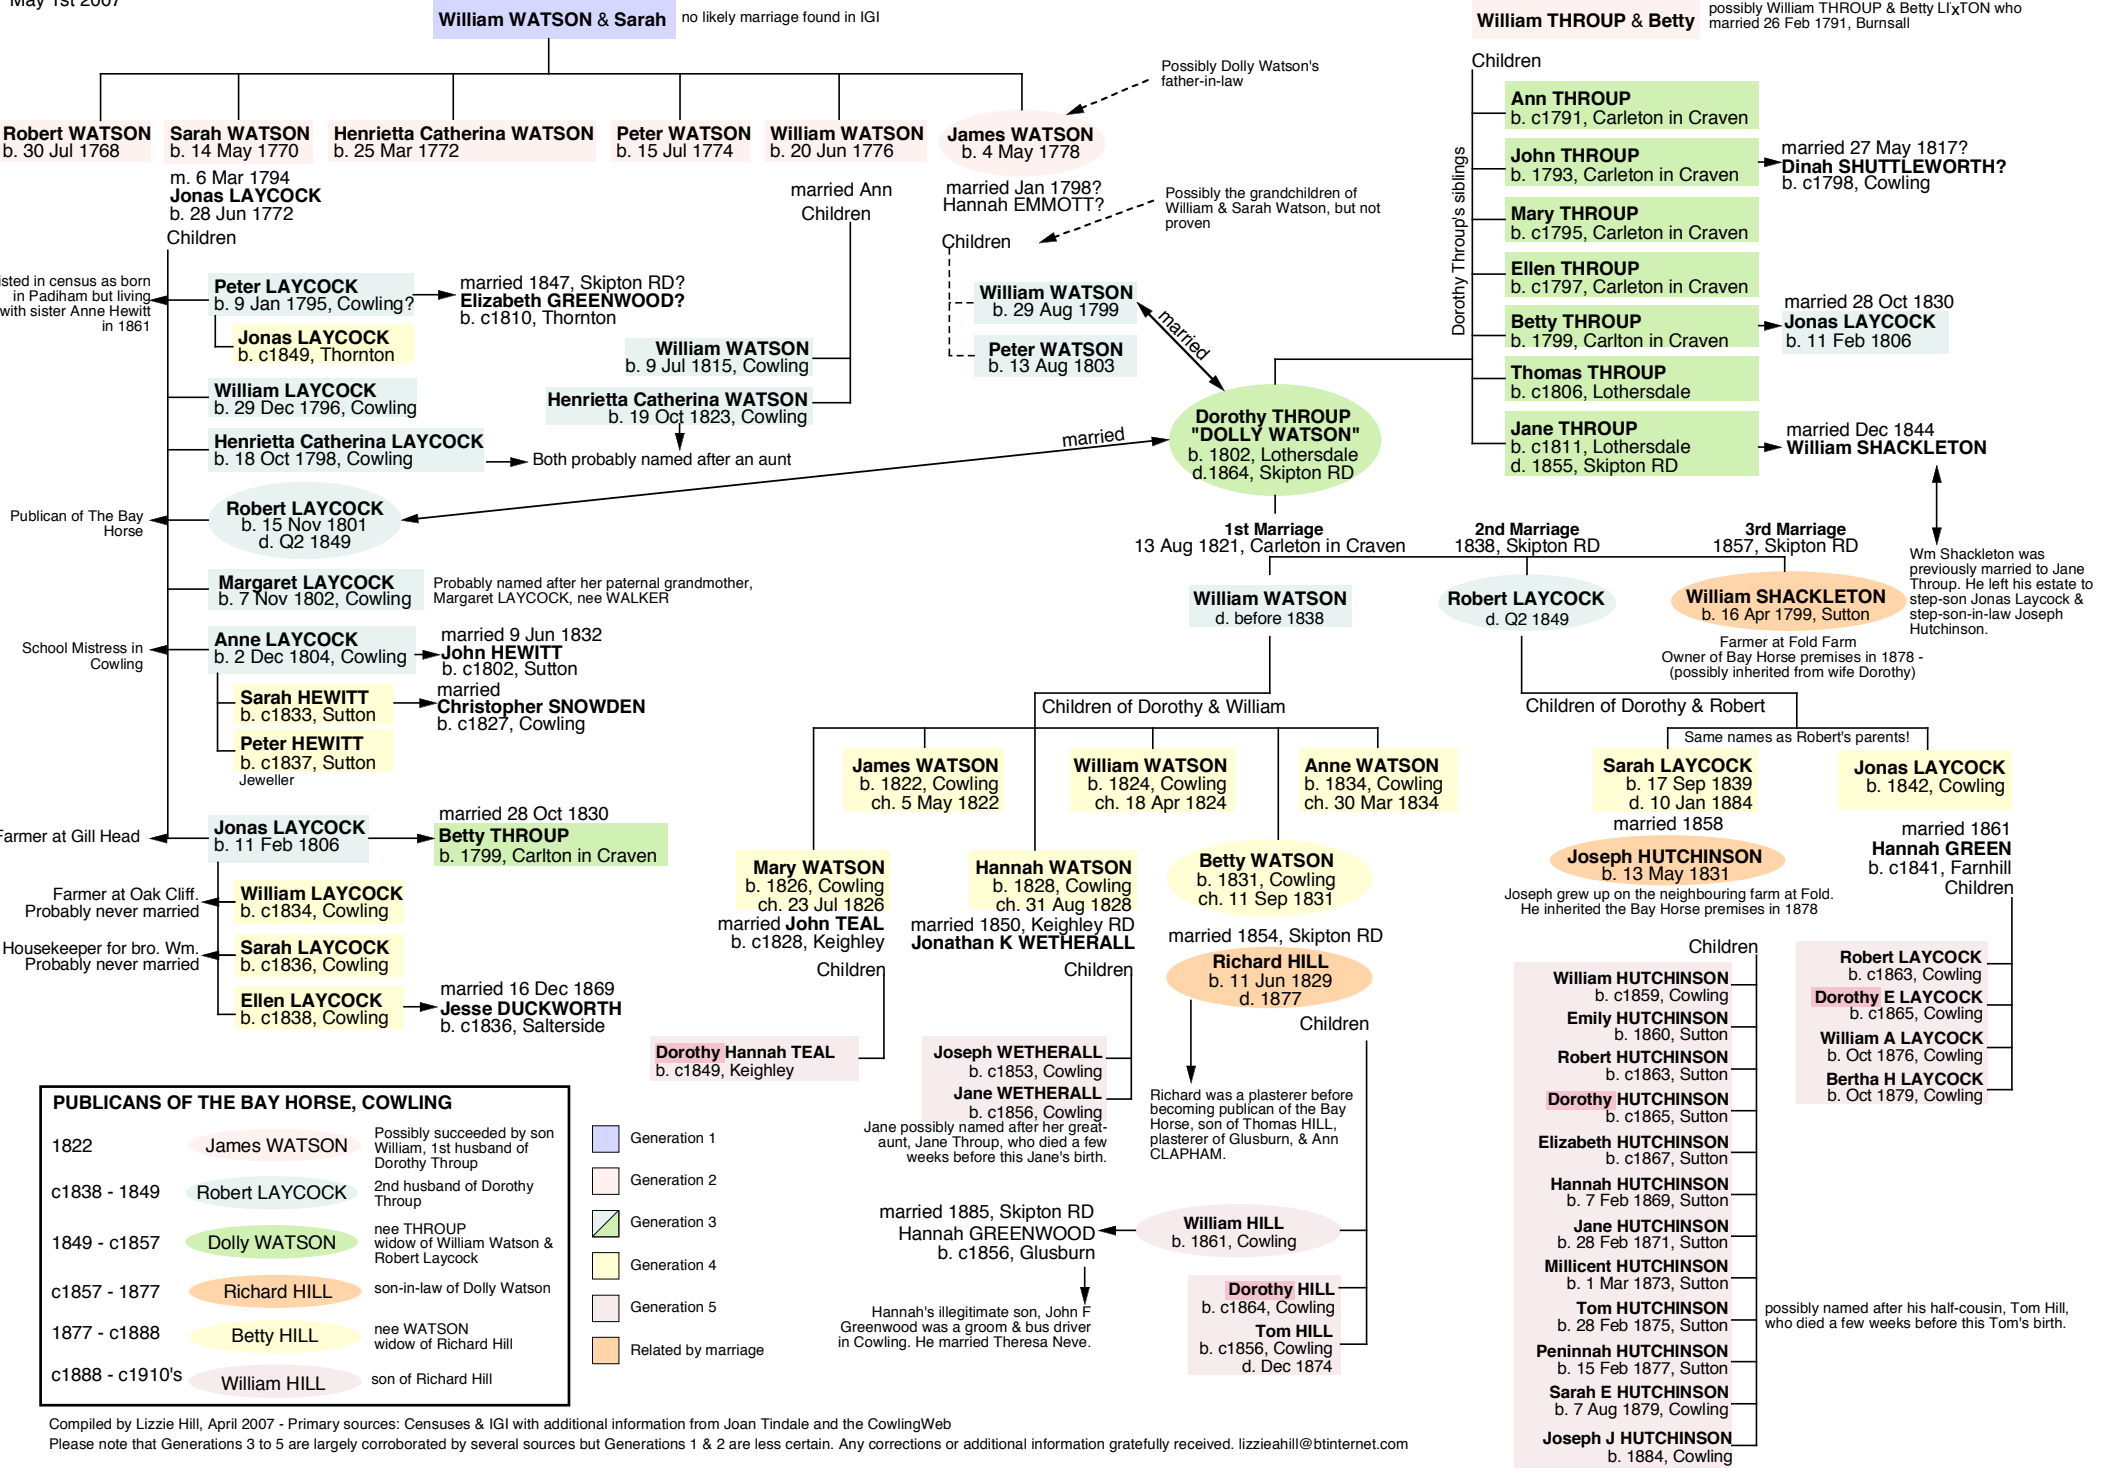 May 1st 2007
William WATSON & Sarah
no likely marriage found in IGI
William THROUP & Betty
possibly William THROUP & Betty who
married 26 Feb 1791, Burnsall
Robert WATSON
b. 30 Jul 1768
Sarah WATSON
b. 14 May 1770
Henrietta Catherina WATSON
b. 25 Mar 1772
Peter WATSON
b. 15 Jul 1774
William WATSON
b. 20 Jun 1776
James WATSON
b. 4 May 1778
Possibly Dolly Watson's
father-in-law
m. 6 Mar 1794
Jonas LAYCOCK
b. 28 Jun 1772
Children
married Ann
Children
married Jan 1798?
Hannah EMMOTT?
Children
Possibly the grandchildren of
William & Sarah Watson, but not
proven
William WATSON
b. 29 Aug 1799
Peter WATSON
b. 13 Aug 1803
married
Children
Dorothy Throup's siblings
Ann THROUP
b. c1791, Carleton in Craven
John THROUP
b. 1793, Carleton in Craven
married 27 May 1817?
Dinah SHUTTLEWORTH?
b. c1798, Cowling
Mary THROUP
b. c1795, Carleton in Craven
Ellen THROUP
b. c1797, Carleton in Craven
Betty THROUP
b. 1799, Carlton in Craven
married 28 Oct 1830
Jonas LAYCOCK
b. 11 Feb 1806
Thomas THROUP
b. c1806, Lothersdale
Jane THROUP
b. c1811, Lothersdale
d. 1855, Skipton RD
married Dec 1844
William SHACKLETON
Wm Shackleton was
previously married to Jane
Throup. He left his estate to
step-son Jonas Laycock &
step-son-in-law Joseph
Hutchinson.
isted in census as born
in Padiham but living
with sister Anne Hewitt
in 1861
Peter LAYCOCK
b. 9 Jan 1795, Cowling?
married 1847, Skipton RD?
Elizabeth GREENWOOD?
b. c1810, Thornton
Jonas LAYCOCK
b. c1849, Thornton
William LAYCOCK
b. 29 Dec 1796, Cowling
Henrietta Catherina LAYCOCK
b. 18 Oct 1798, Cowling
William WATSON
b. 9 Jul 1815, Cowling
Henrietta Catherina WATSON
b. 19 Oct 1823, Cowling
Both probably named after an aunt
married
Publican of The Bay
Horse
Robert LAYCOCK
b. 15 Nov 1801
d. Q2 1849
Margaret LAYCOCK
b. 7 Nov 1802, Cowling
Probably named after her paternal grandmother,
Margaret LAYCOCK, nee WALKER
School Mistress in
Cowling
Anne LAYCOCK
b. 2 Dec 1804, Cowling
married 9 Jun 1832
John HEWITT
b. c1802, Sutton
Sarah HEWITT
b. c1833, Sutton
married
Christopher SNOWDEN
b. c1827, Cowling
Peter HEWITT
b. c1837, Sutton
Jeweller
Farmer at Gill Head
Jonas LAYCOCK
b. 11 Feb 1806
married 28 Oct 1830
Betty THROUP
b. 1799, Carlton in Craven
Farmer at Oak Cliff.
Probably never married
William LAYCOCK
b. c1834, Cowling
Housekeeper for bro. Wm.
Probably never married
Sarah LAYCOCK
b. c1836, Cowling
Ellen LAYCOCK
b. c1838, Cowling
married 16 Dec 1869
Jesse DUCKWORTH
b. c1836, Salterside
Dorothy THROUP
"DOLLY WATSON"
b. 1802, Lothersdale
d.1864, Skipton RD
1st Marriage
13 Aug 1821, Carleton in Craven
2nd Marriage
1838, Skipton RD
3rd Marriage
1857, Skipton RD
William WATSON
d. before 1838
Robert LAYCOCK
d. Q2 1849
William SHACKLETON
b. 16 Apr 1799, Sutton
Farmer at Fold Farm
Owner of Bay Horse premises in 1878 -
(possibly inherited from wife Dorothy)
Children of Dorothy & William
James WATSON
b. 1822, Cowling
ch. 5 May 1822
William WATSON
b. 1824, Cowling
ch. 18 Apr 1824
Anne WATSON
b. 1834, Cowling
ch. 30 Mar 1834
Mary WATSON
b. 1826, Cowling
ch. 23 Jul 1826
married John TEAL
b. c1828, Keighley
Children
Dorothy Hannah TEAL
b. c1849, Keighley
Hannah WATSON
b. 1828, Cowling
ch. 31 Aug 1828
married 1850, Keighley RD
Jonathan K WETHERALL
Children
Joseph WETHERALL
b. c1853, Cowling
Jane WETHERALL
b. c1856, Cowling
Jane possibly named after her great-
aunt, Jane Throup, who died a few
weeks before this Jane's birth.
Betty WATSON
b. 1831, Cowling
ch. 11 Sep 1831
married 1854, Skipton RD
Richard HILL
b. 11 Jun 1829
d. 1877
Children
Richard was a plasterer before
becoming publican of the Bay
Horse, son of Thomas HILL,
plasterer of Glusburn, & Ann
CLAPHAM.
married 1885, Skipton RD
Hannah GREENWOOD
b. c1856, Glusburn
William HILL
b. 1861, Cowling
Hannah's illegitimate son, John F
Greenwood was a groom & bus driver
in Cowling. He married Theresa Neve.
Dorothy HILL
b. c1864, Cowling
Tom HILL
b. c1856, Cowling
d. Dec 1874
Children of Dorothy & Robert
Same names as Robert's parents!
Sarah LAYCOCK
b. 17 Sep 1839
d. 10 Jan 1884
married 1858
Joseph HUTCHINSON
b. 13 May 1831
Joseph grew up on the neighbouring farm at Fold.
He inherited the Bay Horse premises in 1878
Children
William HUTCHINSON
b. c1859, Cowling
Emily HUTCHINSON
b. 1860, Sutton
Robert HUTCHINSON
b. c1863, Sutton
Dorothy HUTCHINSON
b. c1865, Sutton
Elizabeth HUTCHINSON
b. c1867, Sutton
Hannah HUTCHINSON
b. 7 Feb 1869, Sutton
Jane HUTCHINSON
b. 28 Feb 1871, Sutton
Millicent HUTCHINSON
b. 1 Mar 1873, Sutton
Tom HUTCHINSON
b. 28 Feb 1875, Sutton
possibly named after his half-cousin, Tom Hill,
who died a few weeks before this Tom's birth.
Peninnah HUTCHINSON
b. 15 Feb 1877, Sutton
Sarah E HUTCHINSON
b. 7 Aug 1879, Cowling
Joseph J HUTCHINSON
b. 1884, Cowling
Jonas LAYCOCK
b. 1842, Cowling
married 1861
Hannah GREEN
b. c1841, Farnhill
Children
Robert LAYCOCK
b. c1863, Cowling
Dorothy E LAYCOCK
b. c1865, Cowling
William A LAYCOCK
b. Oct 1876, Cowling
Bertha H LAYCOCK
b. Oct 1879, Cowling
PUBLICANS OF THE BAY HORSE, COWLING
1822
James WATSON
Possibly succeeded by son
William, 1st husband of
Dorothy Throup
c1838 - 1849
Robert LAYCOCK
2nd husband of Dorothy
Throup
1849 - c1857
Dolly WATSON
nee THROUP
widow of William Watson &
Robert Laycock
c1857 - 1877
Richard HILL
son-in-law of Dolly Watson
1877 - c1888
Betty HILL
nee WATSON
widow of Richard Hill
c1888 - c1910's
William HILL
son of Richard Hill
Generation 1
Generation 2
Generation 3
Generation 4
Generation 5
Related by marriage
Compiled by Lizzie Hill, April 2007 - Primary sources: Censuses & IGI with additional information from Joan Tindale and the CowlingWeb
Please note that Generations 3 to 5 are largely corroborated by several sources but Generations 1 & 2 are less certain. Any corrections or additional information gratefully received. lizzieahill@btinternet.com